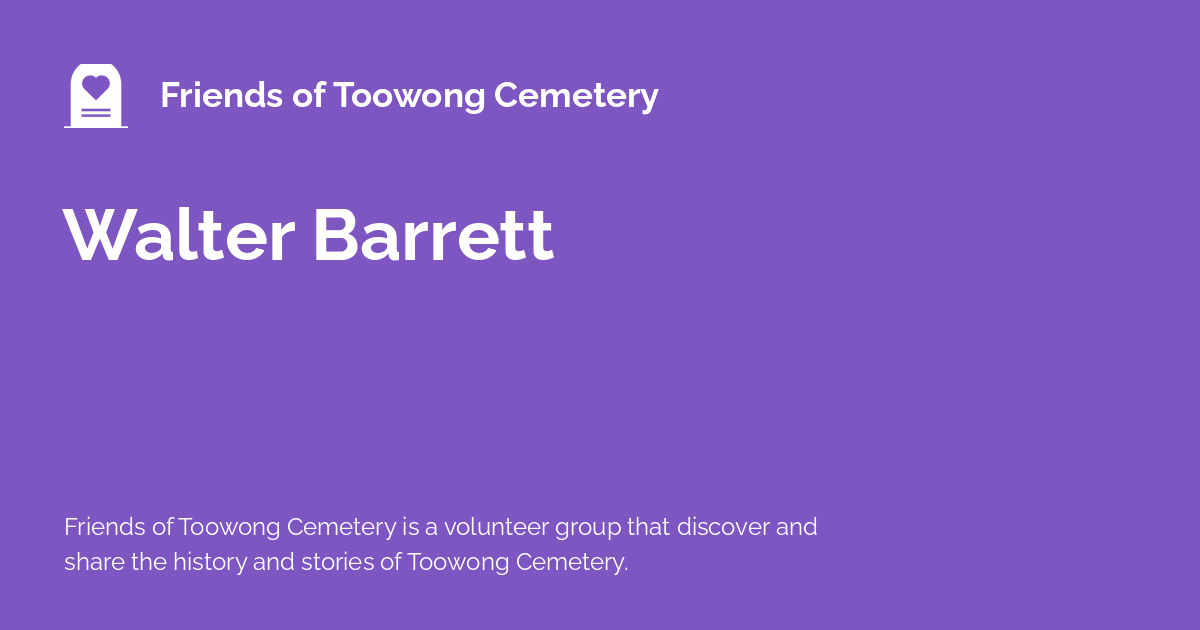 Friends of Toowong Cemetery
Walter Barrett
Friends of Toowong Cemetery is a volunteer group that discover and
share the history and stories of Toowong Cemetery.